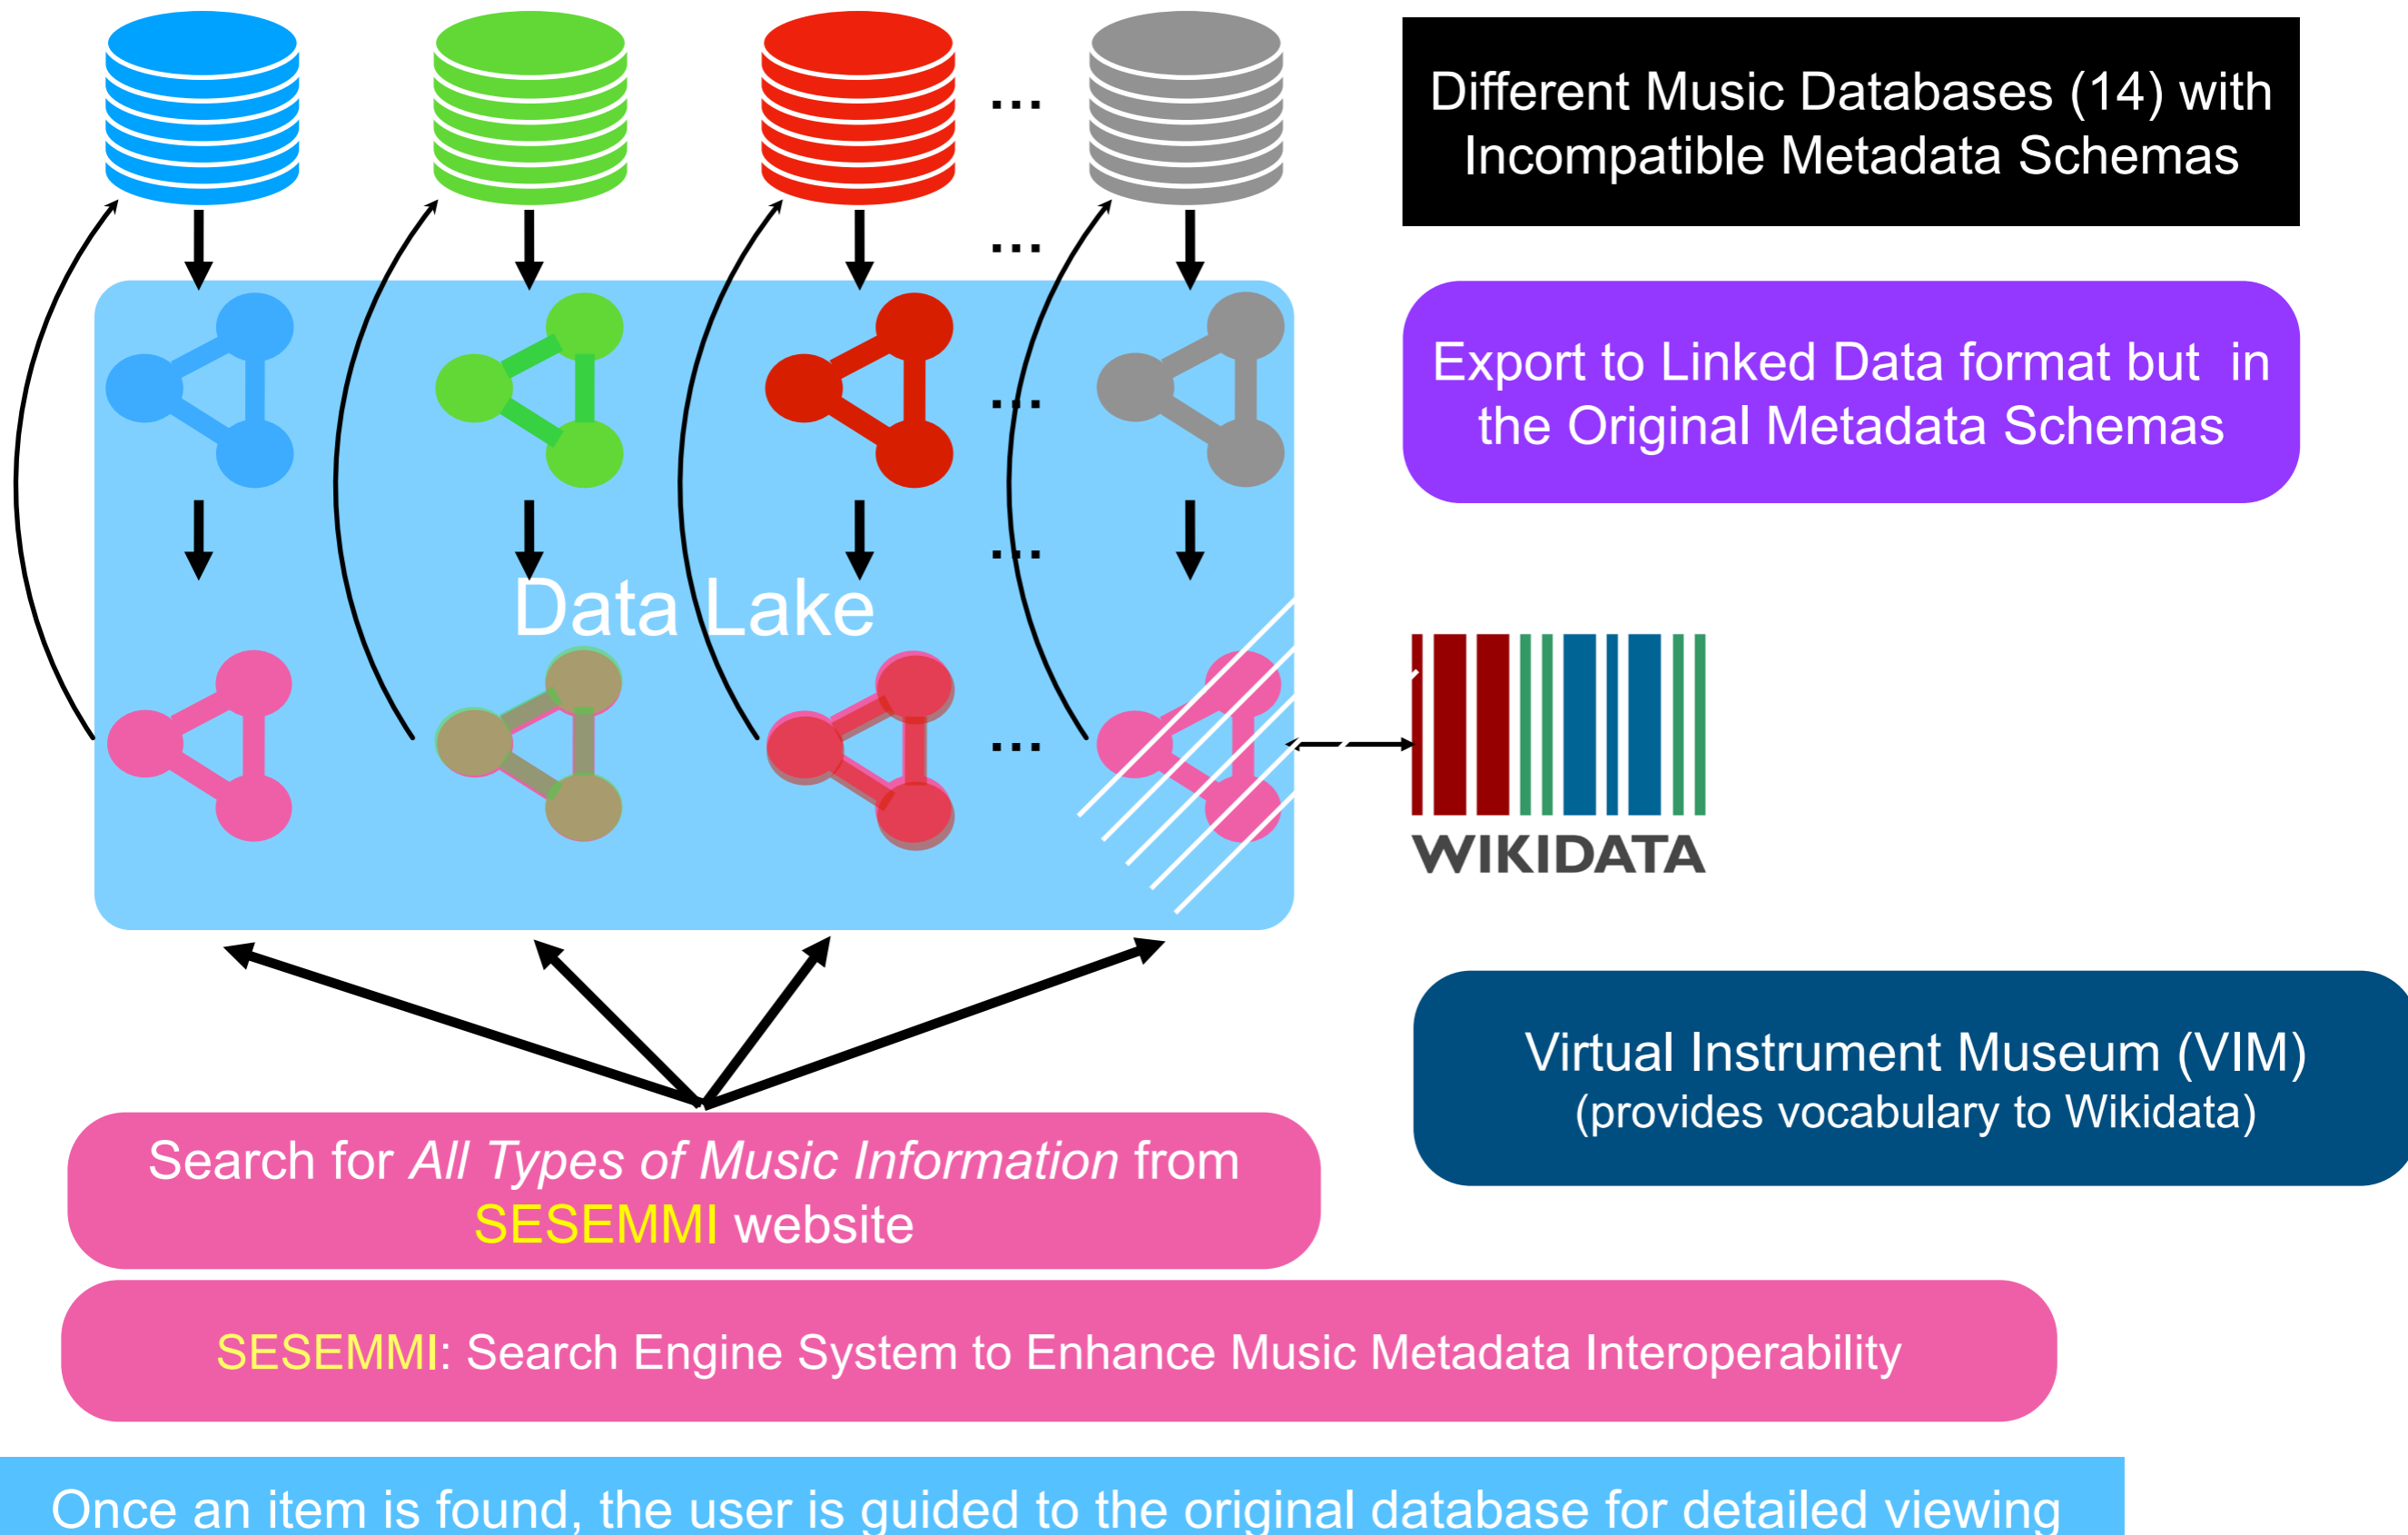 Different Music Databases (14) with
Incompatible Metadata Schemas
...
...
Export to Linked Data format but in
the Original Metadata Schemas
...
...
Data Lake
...
WIKIDATA
Virtual Instrument Museum (VIM)
(provides vocabulary to Wikidata)
Search for All Types of Music Information from
SESEMMI website
SESEMMI: Search Engine System to Enhance Music Metadata Interoperability
Once an item is found, the user is guided to the original database for detailed viewing